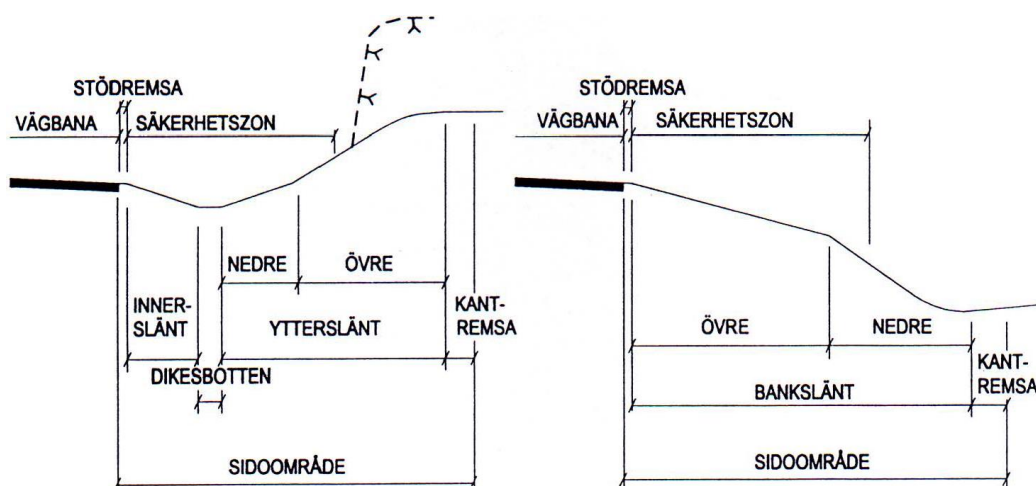 STÖDREMSA
VÄGBANA
SÄKERHETSZON
NEDRE
ÖVRE
INNER-
SLÄNT
YTTERSLÄNT
KANT-
REMSA
DIKESBOTTEN
SIDOOMRÅDE
STÖDREMSA
VÄGBANA
SÄKERHETSZON
ÖVRE
NEDRE
KANT-
REMSA
BANKSLÄNT
SIDOOMRÅDE